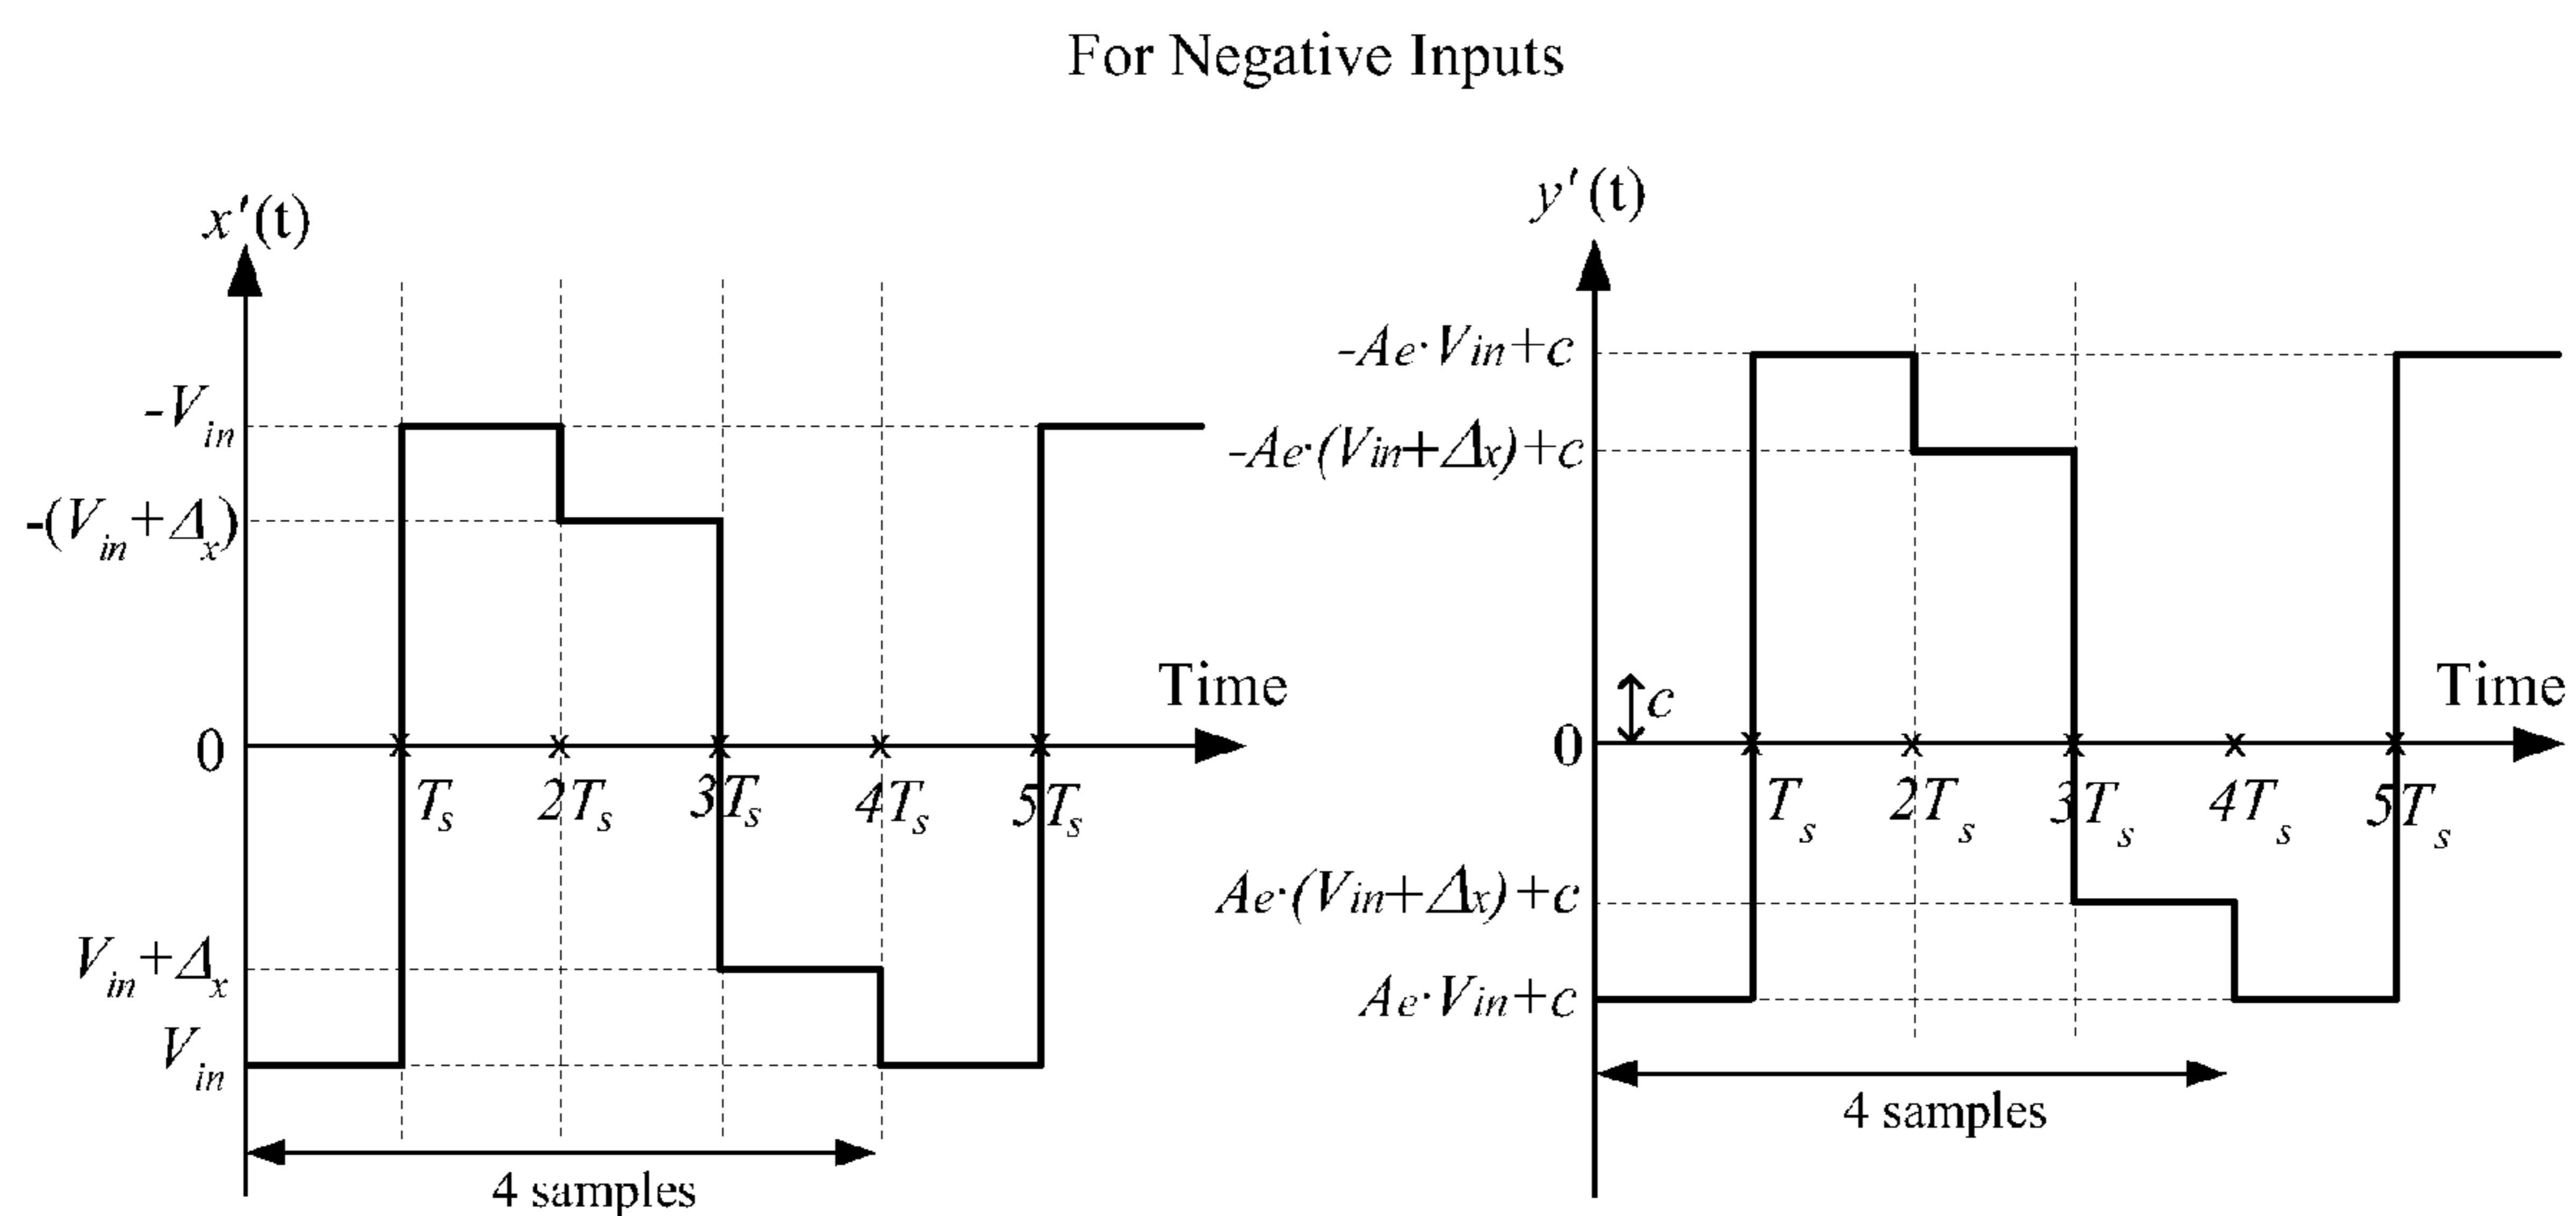 For Negative Inputs
x'(t)
-V_in
-(V_in+Δ_x)
0
Time
T_s 2T_s 3T_s 4T_s 5T_s
V_in+Δ_x
V_in
4 samples
y'(t)
-Ae·Vin+c
-Ae·(Vin+Δx)+c
c
0
Time
T_s 2T_s 3T_s 4T_s 5T_s
Ae·(Vin+Δx)+c
Ae·Vin+c
4 samples